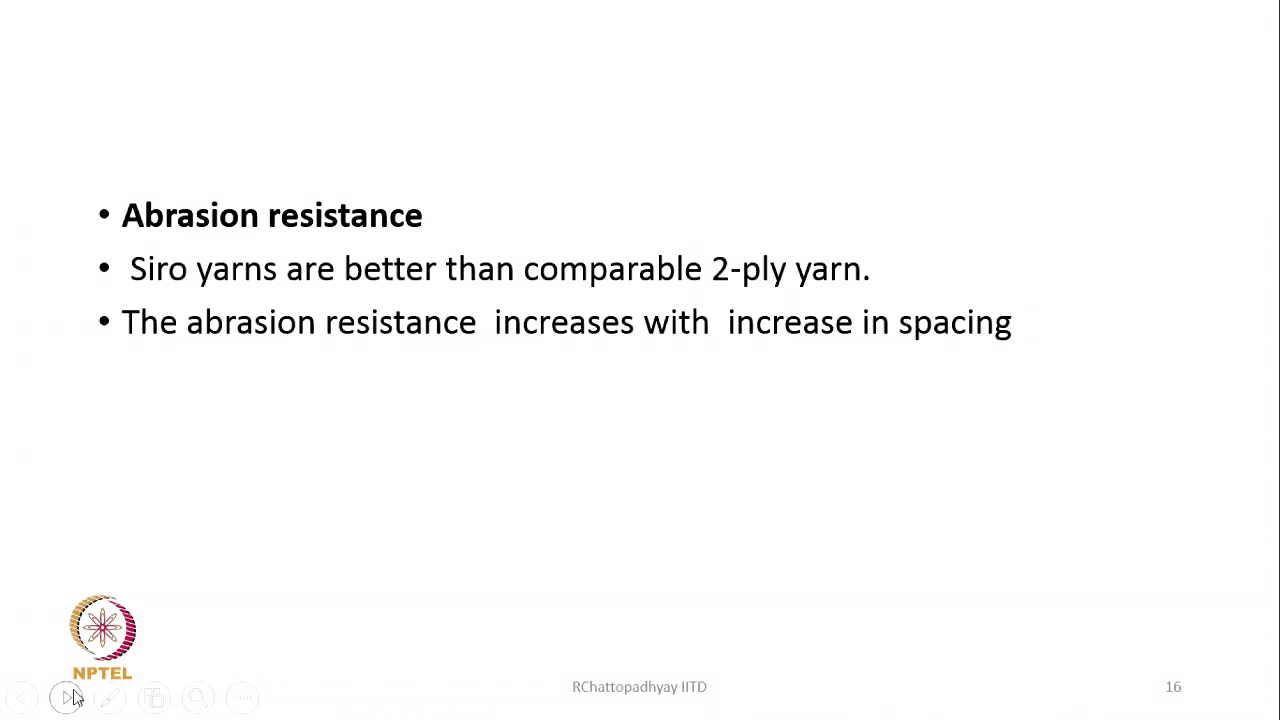 • Abrasion resistance
• Siro yarns are better than comparable 2-ply yarn.
• The abrasion resistance increases with increase in spacing
NPTEL
RChattopadhyay IITD
16